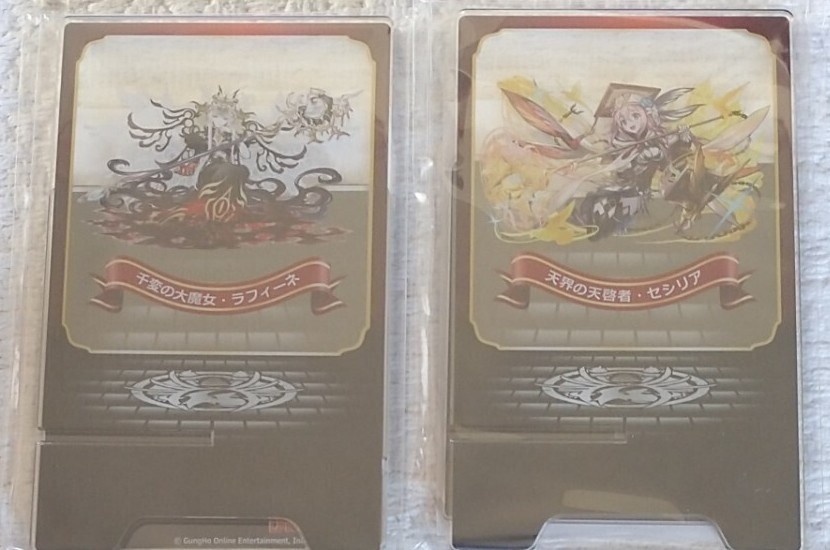 千変の大魔女・ラフィーネ
天界の天啓者・セシリア
© GungHo Online Entertainment, Inc.